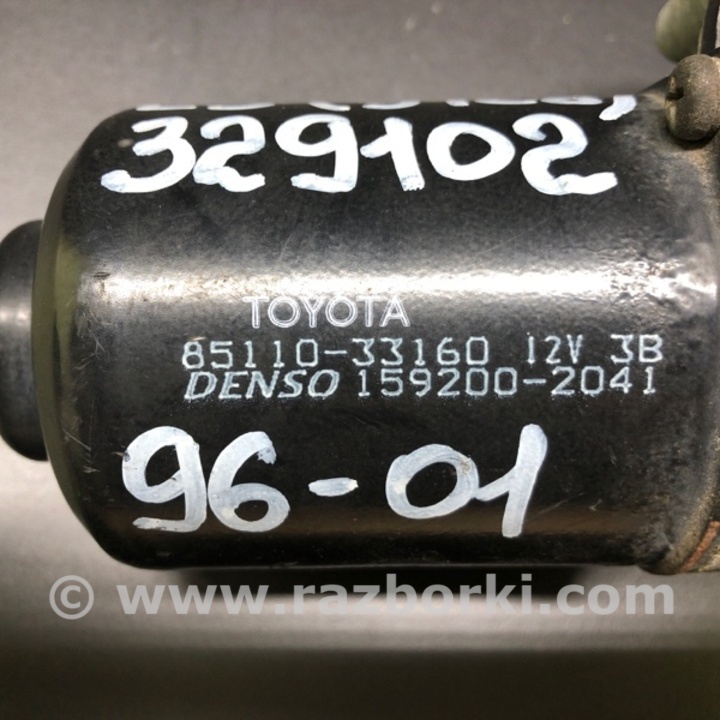 329102
TOYOTA
85110-33160 12V 3B
DENSO 159200-2041
96-01
© www.razborki.com